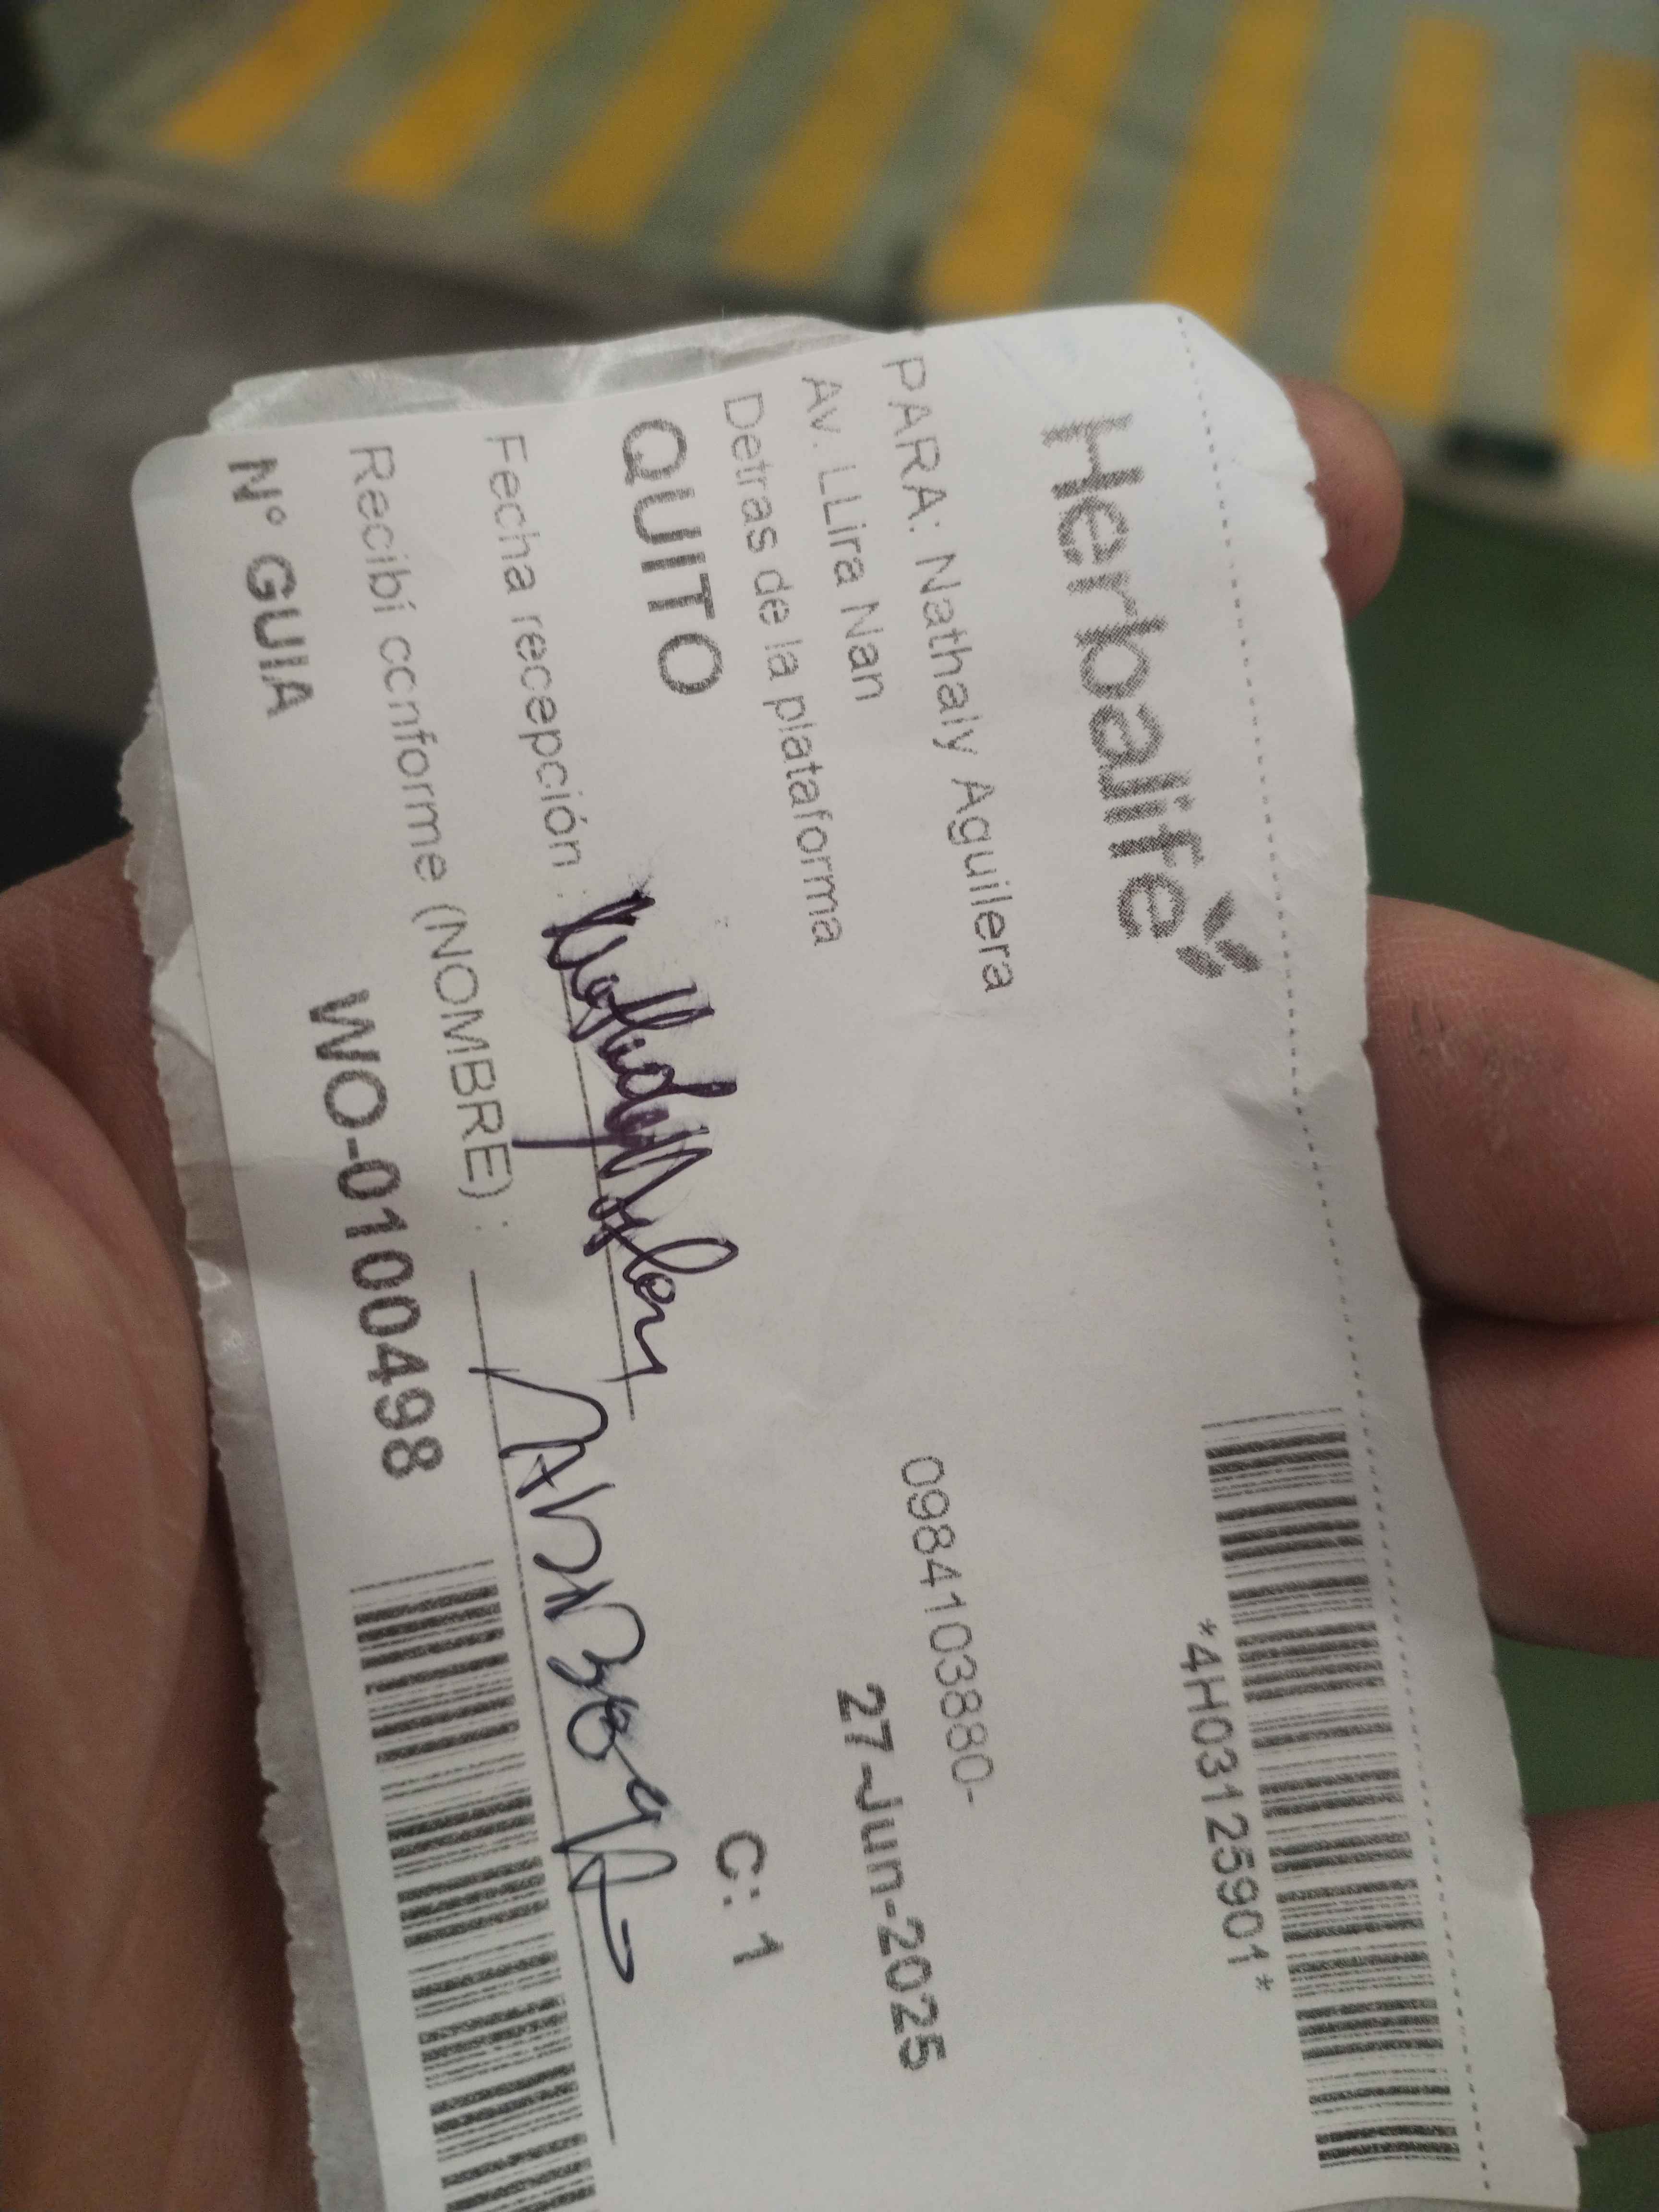 Herbalife
*4H03125901*
PARA: Nathaly Aguilera 0984103880-
Av. LLira Nan 27-Jun-2025
Detras de la plataforma
QUITO C: 1
Fecha recepción :
Recibí conforme (NOMBRE) :
N° GUIA WO-0100498